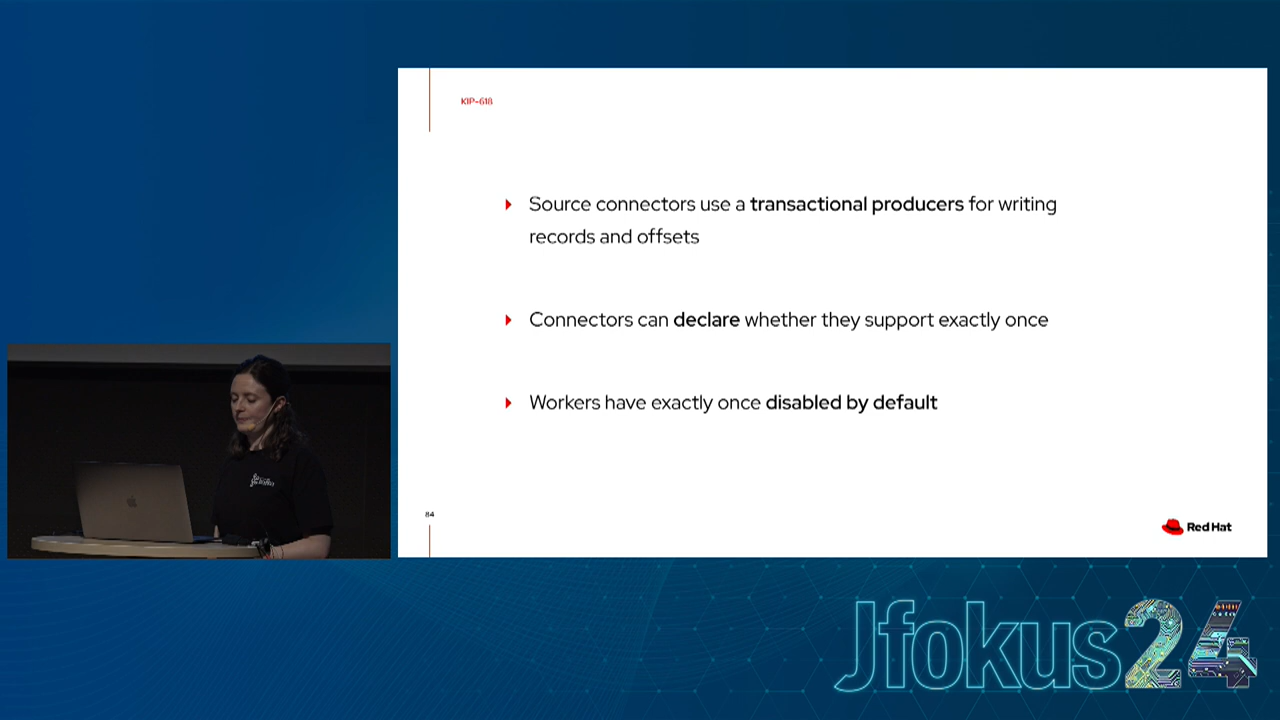 KIP-618
Source connectors use a transactional producers for writing
records and offsets
Connectors can declare whether they support exactly once
Workers have exactly once disabled by default
84
Red Hat
Jfokus24